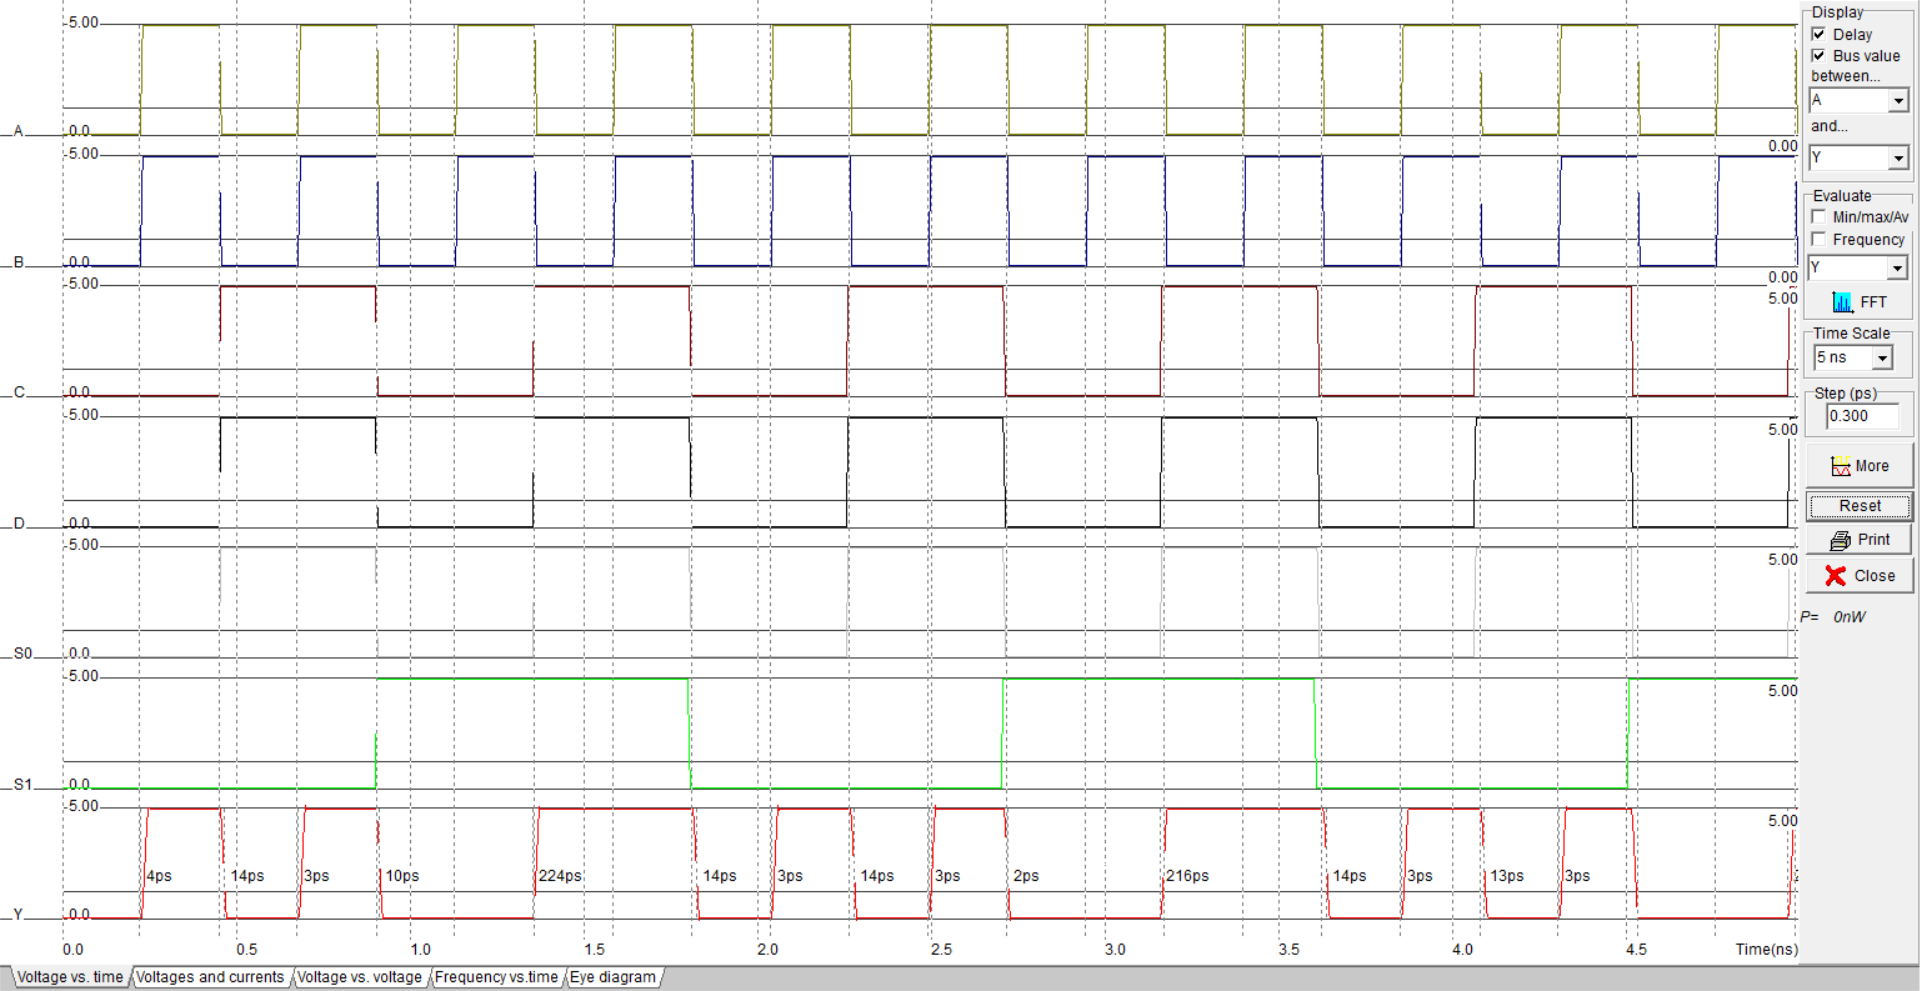 5.00
A 0.0
0.00
5.00
B 0.0
0.00
5.00
5.00
C 0.0
5.00
5.00
D 0.0
5.00
5.00
S0 0.0
5.00
5.00
S1 0.0
5.00
5.00
4ps 14ps 3ps 10ps 224ps 14ps 3ps 14ps 3ps 2ps 216ps 14ps 3ps 13ps 3ps
Y 0.0
0.0 0.5 1.0 1.5 2.0 2.5 3.0 3.5 4.0 4.5 Time(ns)
Voltage vs. time Voltages and currents Voltage vs. voltage Frequency vs.time Eye diagram
Display
Delay
Bus value
between...
A
and...
Y
Evaluate
Min/max/Av
Frequency
Y
FFT
Time Scale
5 ns
Step (ps)
0.300
More
Reset
Print
Close
P= 0nW